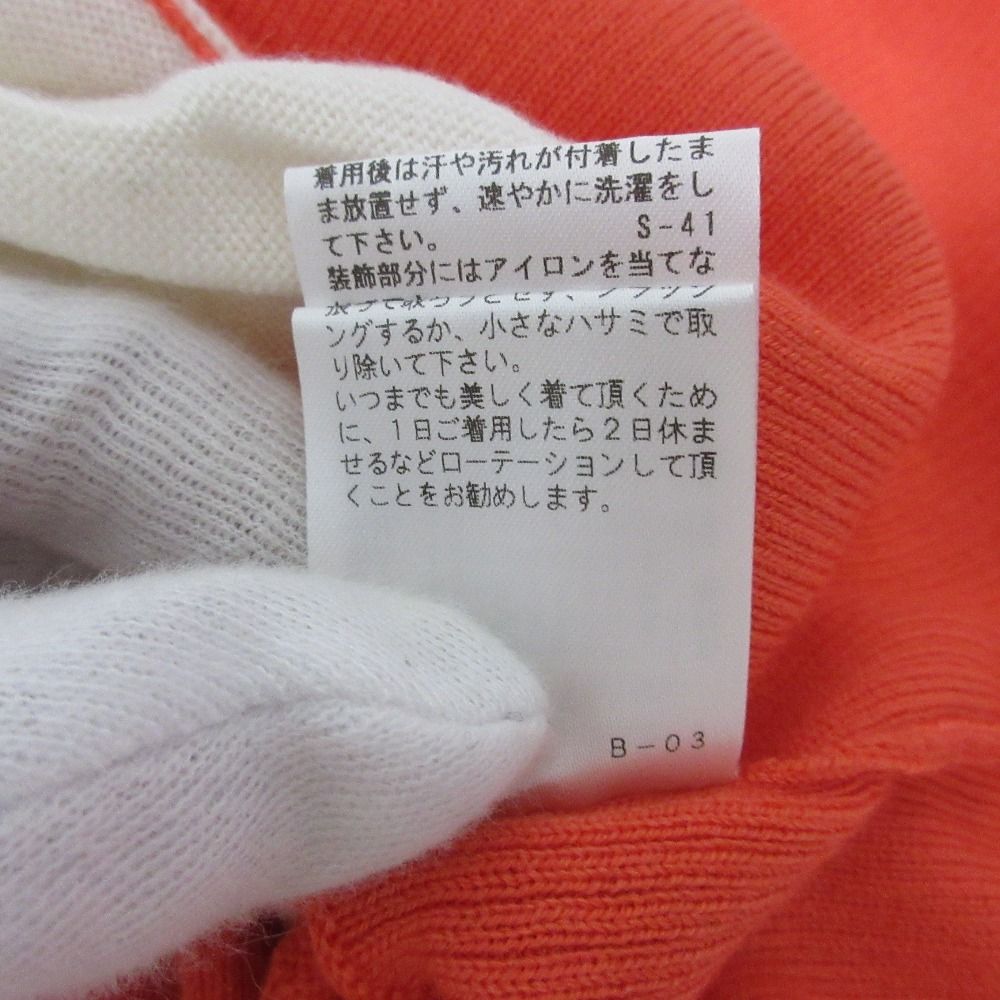 着用後は汗や汚れが付着したま
ま放置せず、速やかに洗濯をし
て下さい。 S-41
装飾部分にはアイロンを当てな
ングするか、小さなハサミで取
り除いて下さい。
いつまでも美しく着て頂くため
に、1日ご着用したら2日休ま
せるなどローテーションして頂
くことをお勧めします。
B-03